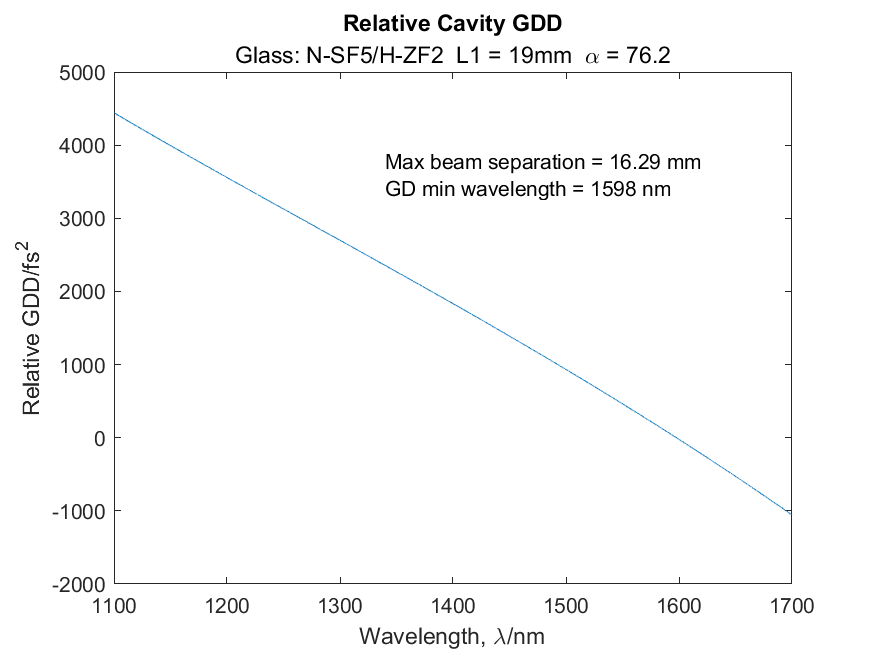 Relative Cavity GDD
Glass: N-SF5/H-ZF2 L1 = 19mm α = 76.2
5000
4000
3000
2000
1000
0
-1000
-2000
Relative GDD/fs²
Max beam separation = 16.29 mm
GD min wavelength = 1598 nm
1100 1200 1300 1400 1500 1600 1700
Wavelength, λ/nm